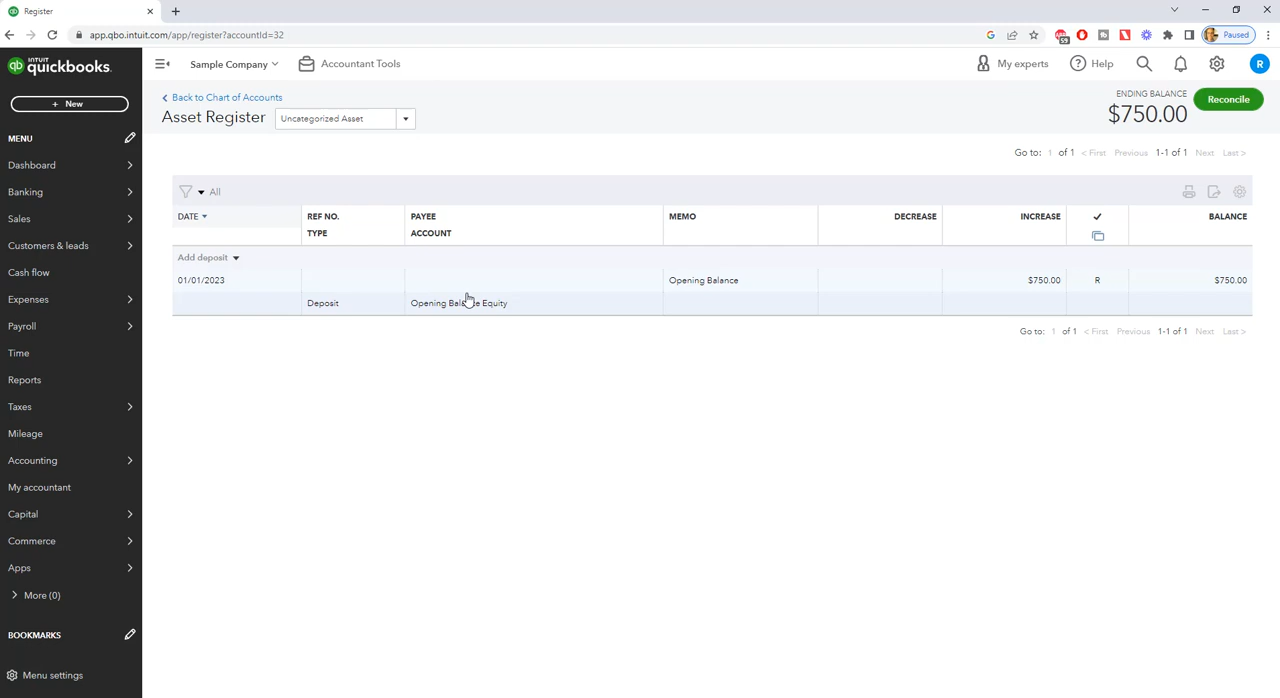 Register
app.qbo.intuit.com/app/register?accountId=32
59
Paused
INTUIT quickbooks.
Sample Company
Accountant Tools
My experts
Help
R
+ New
MENU
Dashboard
Banking
Sales
Customers & leads
Cash flow
Expenses
Payroll
Time
Reports
Taxes
Mileage
Accounting
My accountant
Capital
Commerce
Apps
More (0)
BOOKMARKS
Menu settings
Back to Chart of Accounts
Asset Register
Uncategorized Asset
ENDING BALANCE
$750.00
Reconcile
Go to: 1 of 1 < First Previous 1-1 of 1 Next Last >
All
DATE REF NO. PAYEE MEMO DECREASE INCREASE ✓ BALANCE
TYPE ACCOUNT
Add deposit
01/01/2023 Opening Balance $750.00 R $750.00
Deposit Opening Balance Equity
Go to: 1 of 1 < First Previous 1-1 of 1 Next Last >